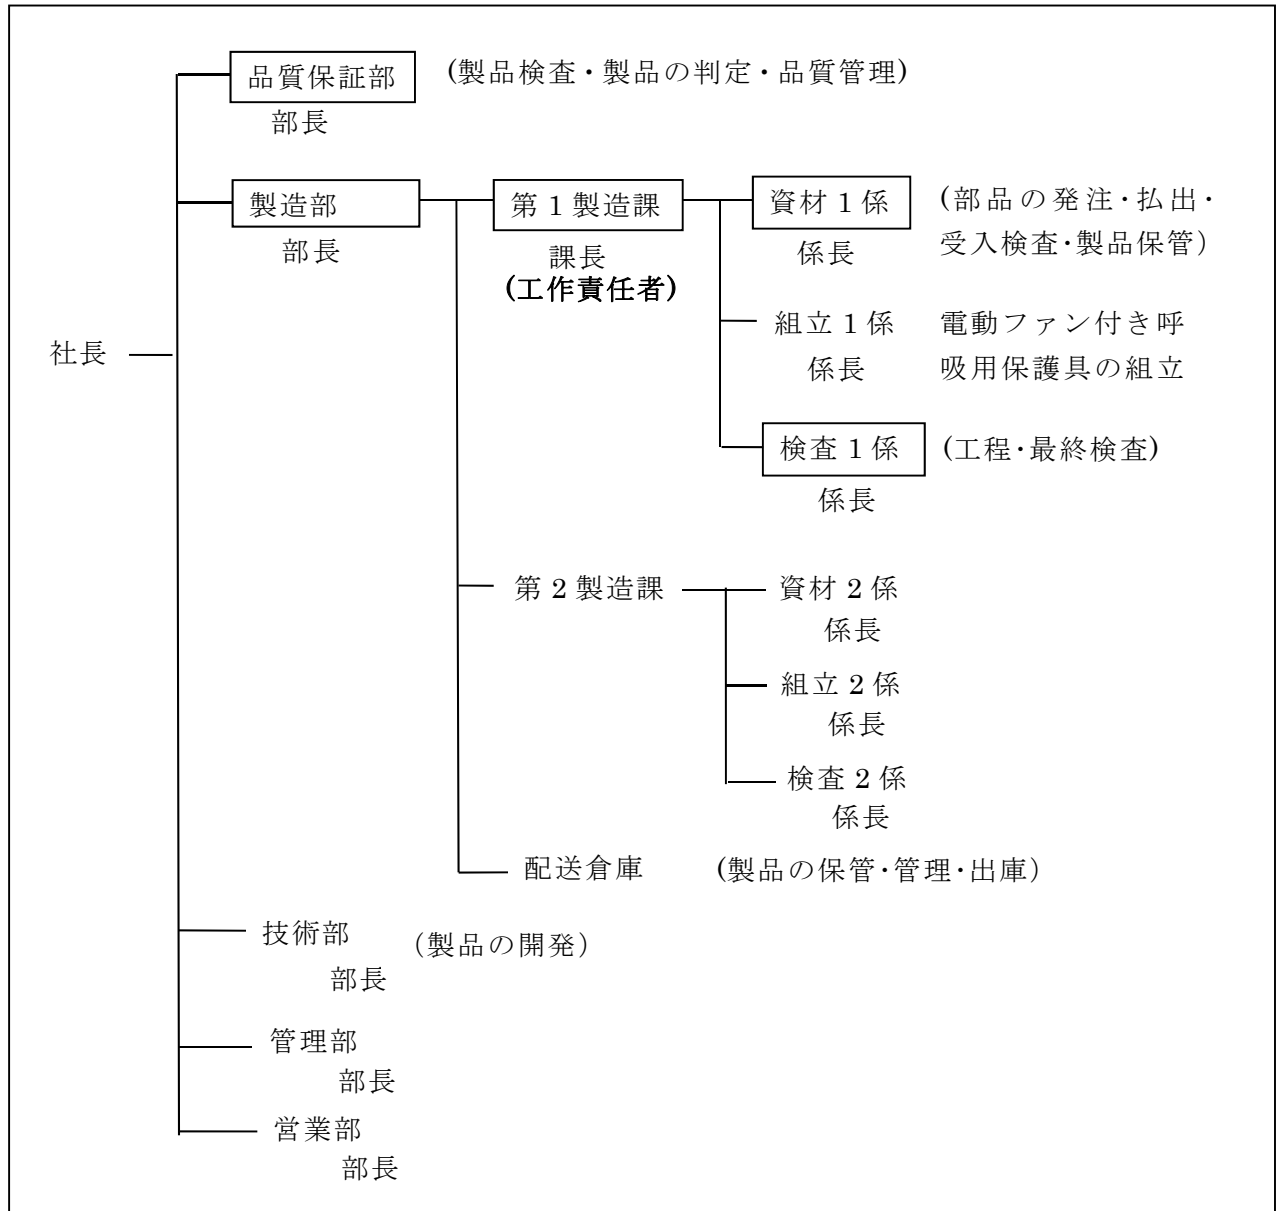 品質保証部 (製品検査・製品の判定・品質管理)
部長
製造部 第1製造課 資材1係 (部品の発注・払出・
部長 課長 係長 受入検査・製品保管)
(工作責任者)
組立1係 電動ファン付き呼
社長 係長 吸用保護具の組立
検査1係 (工程・最終検査)
係長
第2製造課 資材2係
係長
組立2係
係長
検査2係
係長
配送倉庫 (製品の保管・管理・出庫)
技術部 (製品の開発)
部長
管理部
部長
営業部
部長